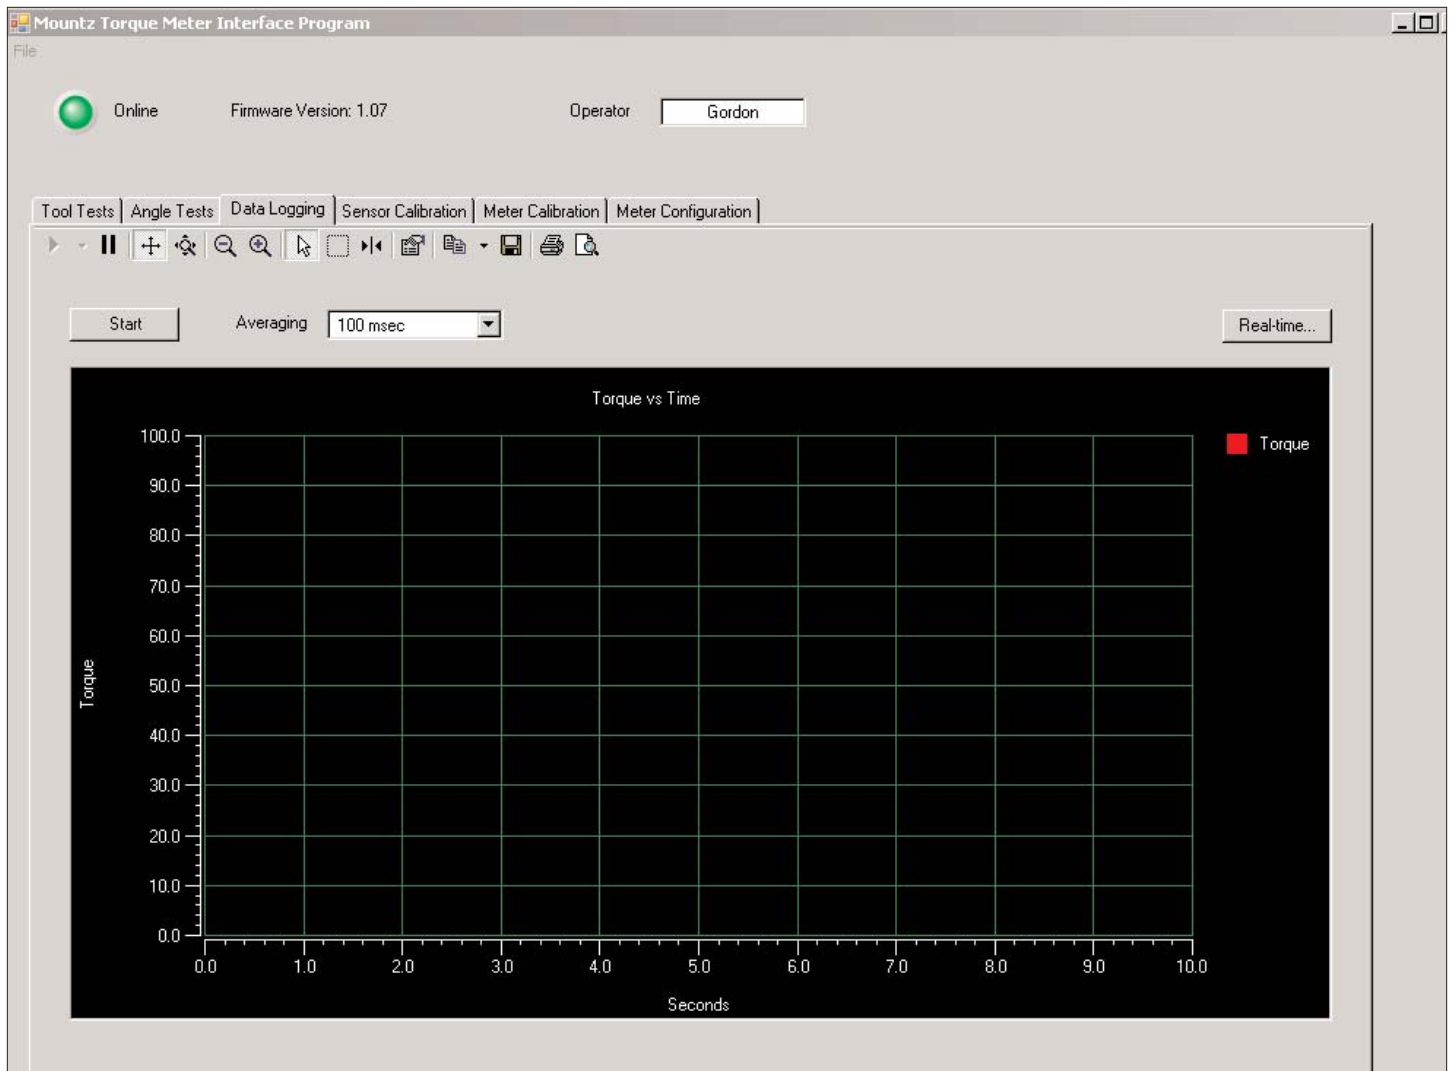 Mountz Torque Meter Interface Program
File
Online Firmware Version: 1.07 Operator Gordon
Tool Tests Angle Tests Data Logging Sensor Calibration Meter Calibration Meter Configuration
Start Averaging 100 msec Real-time...
Torque vs Time
Torque
100.0
90.0
80.0
70.0
60.0
50.0
40.0
30.0
20.0
10.0
0.0
Torque
0.0 1.0 2.0 3.0 4.0 5.0 6.0 7.0 8.0 9.0 10.0
Seconds